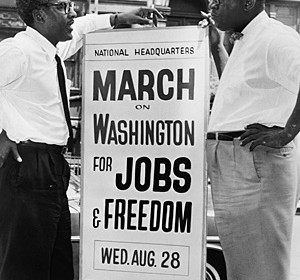 NATIONAL HEADQUARTERS
MARCH
ON
WASHINGTON
FOR JOBS
& FREEDOM
WED. AUG. 28